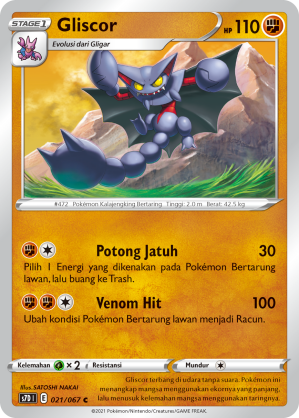 STAGE 1
Gliscor
HP 110
Evolusi dari Gligar
#472 Pokémon Kalajengking Bertaring Tinggi: 2.0 m Berat: 42.5 kg
Potong Jatuh 30
Pilih 1 Energi yang dikenakan pada Pokémon Bertarung
lawan, lalu buang ke Trash.
Venom Hit 100
Ubah kondisi Pokémon Bertarung lawan menjadi Racun.
Kelemahan ×2 Resistansi Mundur
Illus. SATOSHI NAKAI
S7D I E 021/067 C
Gliscor terbang di udara tanpa suara. Pokémon ini
menangkap mangsa menggunakan ekornya yang
panjang, lalu menusuk kelemahan mangsa dengan taringnya.
©2021 Pokémon/Nintendo/Creatures/GAME FREAK